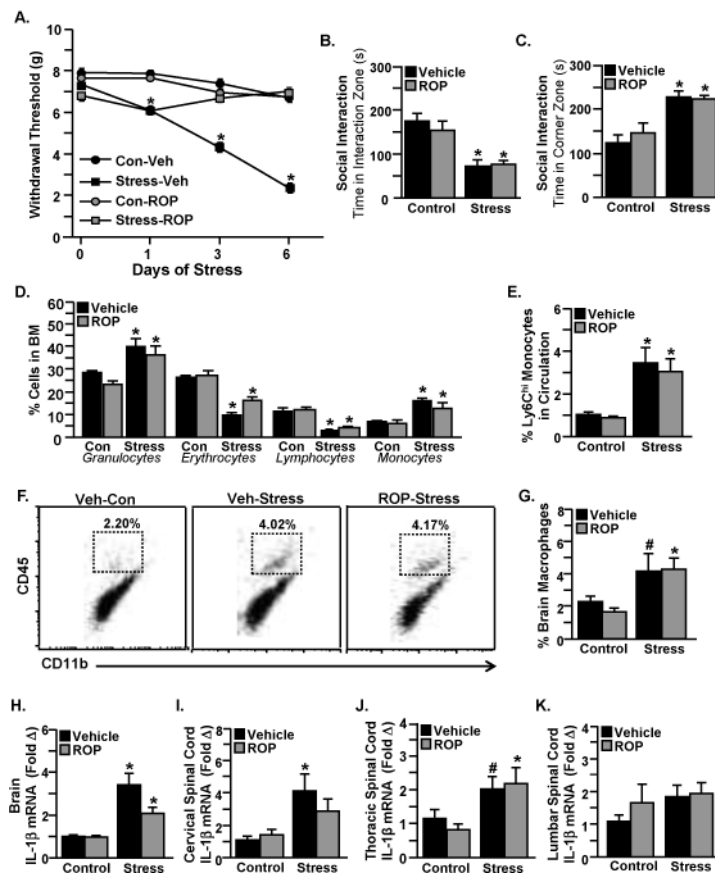 A.
Withdrawal Threshold (g)
10
8
6
4
2
0
Con-Veh
Stress-Veh
Con-ROP
Stress-ROP
*
*
*
0 1 3 6
Days of Stress
B.
Social Interaction
Time in Interaction Zone (s)
300
200
100
0
Vehicle
ROP
* *
Control Stress
C.
Social Interaction
Time in Corner Zone (s)
300
200
100
0
Vehicle
ROP
* *
Control Stress
D.
% Cells in BM
60
50
40
30
20
10
0
Vehicle
ROP
* * * * * * * *
Con Stress Con Stress Con Stress Con Stress
Granulocytes Erythrocytes Lymphocytes Monocytes
E.
% Ly6Chi Monocytes
in Circulation
6
4
2
0
Vehicle
ROP
* *
Control Stress
F.
Veh-Con Veh-Stress ROP-Stress
2.20% 4.02% 4.17%
CD45
CD11b
G.
% Brain Macrophages
8
6
4
2
0
Vehicle
ROP
# *
Control Stress
H.
Brain
IL-1β mRNA (Fold Δ)
6
4
2
0
Vehicle
ROP
* *
Control Stress
I.
Cervical Spinal Cord
IL-1β mRNA (Fold Δ)
8
6
4
2
0
Vehicle
ROP
*
Control Stress
J.
Thoracic Spinal Cord
IL-1β mRNA (Fold Δ)
4
3
2
1
0
Vehicle
ROP
# *
Control Stress
K.
Lumbar Spinal Cord
IL-1β mRNA (Fold Δ)
4
3
2
1
0
Vehicle
ROP
Control Stress